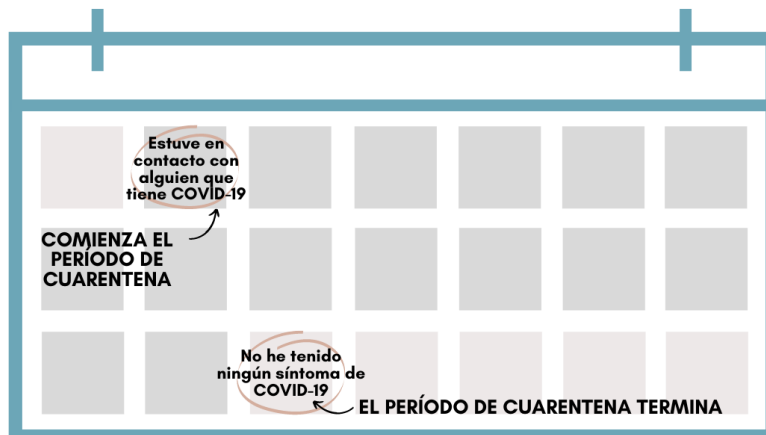 Estuve en
contacto con
alguien que
tiene COVID-19
COMIENZA EL
PERÍODO DE
CUARENTENA
No he tenido
ningún síntoma de
COVID-19
EL PERÍODO DE CUARENTENA TERMINA